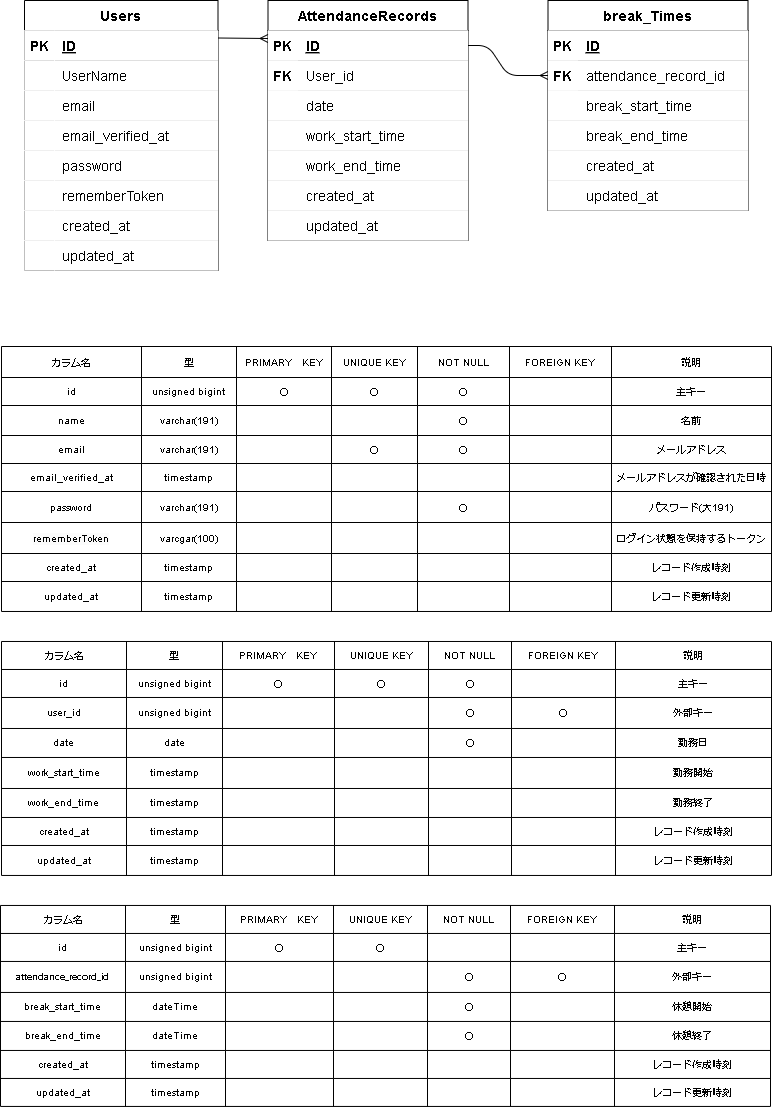 Users
PK ID
UserName
email
email_verified_at
password
rememberToken
created_at
updated_at
AttendanceRecords
PK ID
FK User_id
date
work_start_time
work_end_time
created_at
updated_at
break_Times
PK ID
FK attendance_record_id
break_start_time
break_end_time
created_at
updated_at
カラム名 型 PRIMARY KEY UNIQUE KEY NOT NULL FOREIGN KEY 説明
id unsigned bigint ○ ○ ○ 主キー
name varchar(191) ○ 名前
email varchar(191) ○ ○ メールアドレス
email_verified_at timestamp メールアドレスが確認された日時
password varchar(191) ○ パスワード(大191)
rememberToken varcgar(100) ログイン状態を保持するトークン
created_at timestamp レコード作成時刻
updated_at timestamp レコード更新時刻
カラム名 型 PRIMARY KEY UNIQUE KEY NOT NULL FOREIGN KEY 説明
id unsigned bigint ○ ○ ○ 主キー
user_id unsigned bigint ○ ○ 外部キー
date date ○ 勤務日
work_start_time timestamp 勤務開始
work_end_time timestamp 勤務終了
created_at timestamp レコード作成時刻
updated_at timestamp レコード更新時刻
カラム名 型 PRIMARY KEY UNIQUE KEY NOT NULL FOREIGN KEY 説明
id unsigned bigint ○ ○ 主キー
attendance_record_id unsigned bigint ○ ○ 外部キー
break_start_time dateTime ○ 休憩開始
break_end_time dateTime ○ 休憩終了
created_at timestamp レコード作成時刻
updated_at timestamp レコード更新時刻